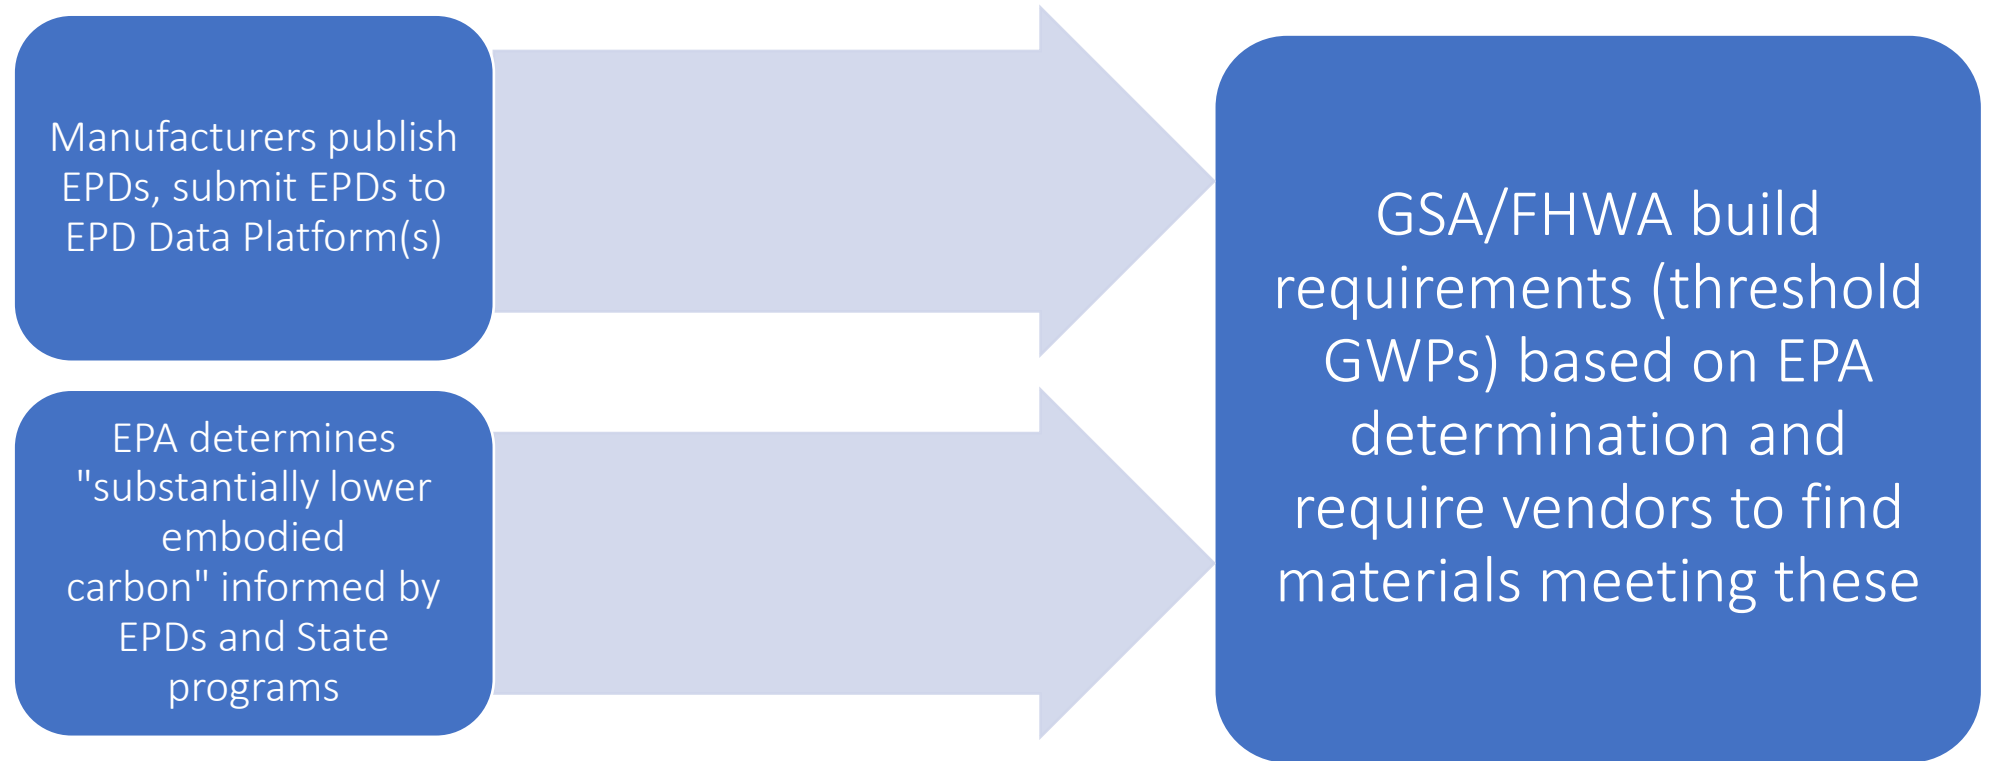 Manufacturers publish
EPDs, submit EPDs to
EPD Data Platform(s)
EPA determines
"substantially lower
embodied
carbon" informed by
EPDs and State
programs
GSA/FHWA build
requirements (threshold
GWPs) based on EPA
determination and
require vendors to find
materials meeting these